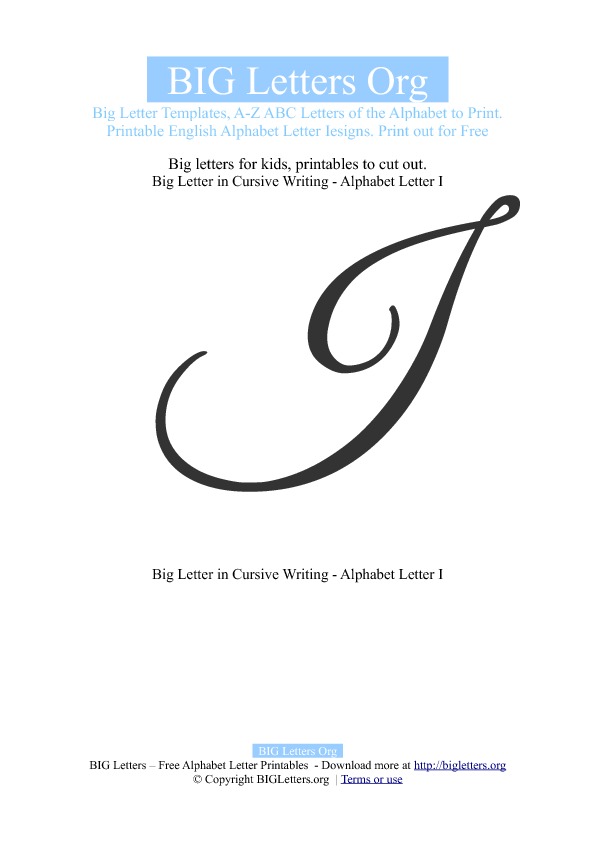 BIG Letters Org
Big Letter Templates, A-Z ABC Letters of the Alphabet to Print.
Printable English Alphabet Letter Iesigns. Print out for Free
Big letters for kids, printables to cut out.
Big Letter in Cursive Writing - Alphabet Letter I
I
Big Letter in Cursive Writing - Alphabet Letter I
BIG Letters Org
BIG Letters – Free Alphabet Letter Printables - Download more at http://bigletters.org
© Copyright BIGLetters.org | Terms or use